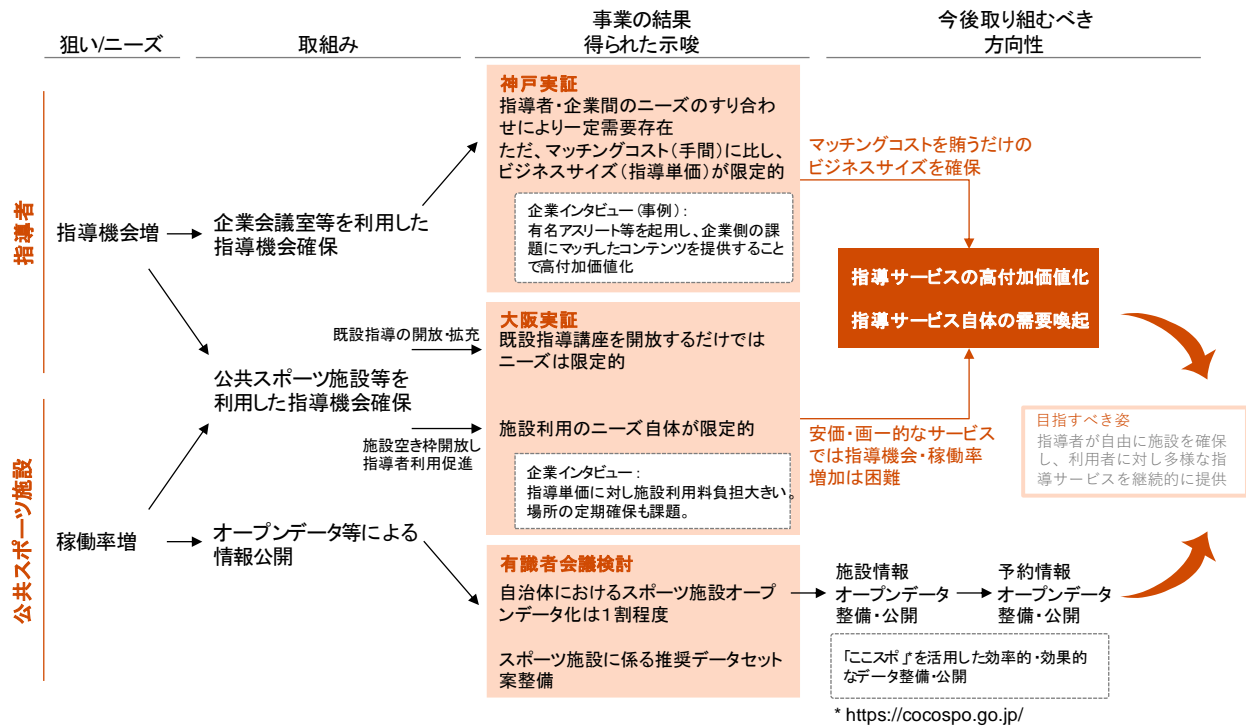 狙い/ニーズ
取組み
事業の結果
得られた示唆
今後取り組むべき
方向性
指導者
指導機会増
企業会議室等を利用した
指導機会確保
神戸実証
指導者・企業間のニーズのすり合わ
せにより一定需要存在
ただ、マッチングコスト（手間）に比し、
ビジネスサイズ（指導単価）が限定的
企業インタビュー（事例）：
有名アスリート等を起用し、企業側の課
題にマッチしたコンテンツを提供すること
で高付加価値化
マッチングコストを賄うだけの
ビジネスサイズを確保
指導サービスの高付加価値化
指導サービス自体の需要喚起
既設指導の開放・拡充
公共スポーツ施設等を
利用した指導機会確保
施設空き枠開放し
指導者利用促進
大阪実証
既設指導講座を開放するだけでは
ニーズは限定的
施設利用のニーズ自体が限定的
企業インタビュー：
指導単価に対し施設利用料負担大きい。
場所の定期確保も課題。
安価・画一的なサービス
では指導機会・稼働率
増加は困難
目指すべき姿
指導者が自由に施設を確保
し、利用者に対し多様な指
導サービスを継続的に提供
公共スポーツ施設
稼働率増
オープンデータ等による
情報公開
有識者会議検討
自治体におけるスポーツ施設オープ
ンデータ化は１割程度
スポーツ施設に係る推奨データセット
案整備
施設情報
オープンデータ
整備・公開
予約情報
オープンデータ
整備・公開
「ここスポ」*を活用した効率的・効果的
なデータ整備・公開
* https://cocospo.go.jp/